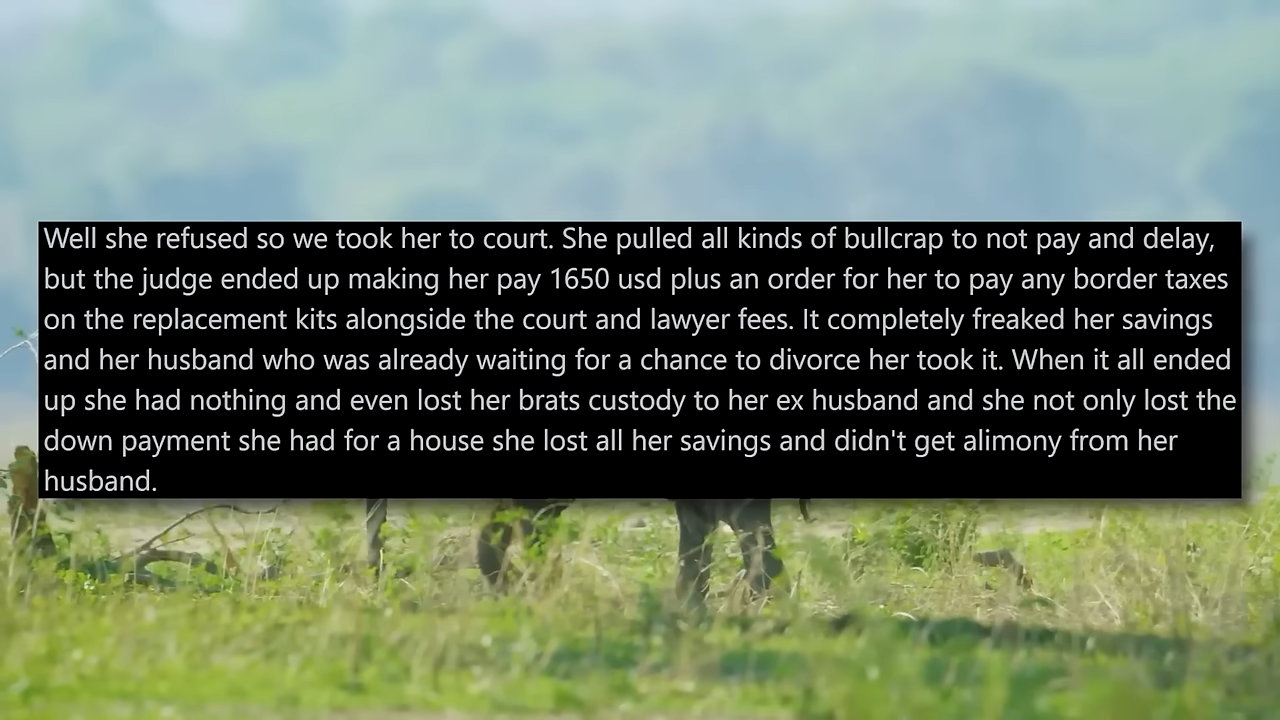 Well she refused so we took her to court. She pulled all kinds of bullcrap to not pay and delay,
but the judge ended up making her pay 1650 usd plus an order for her to pay any border taxes
on the replacement kits alongside the court and lawyer fees. It completely freaked her savings
and her husband who was already waiting for a chance to divorce her took it. When it all ended
up she had nothing and even lost her brats custody to her ex husband and she not only lost the
down payment she had for a house she lost all her savings and didn't get alimony from her
husband.